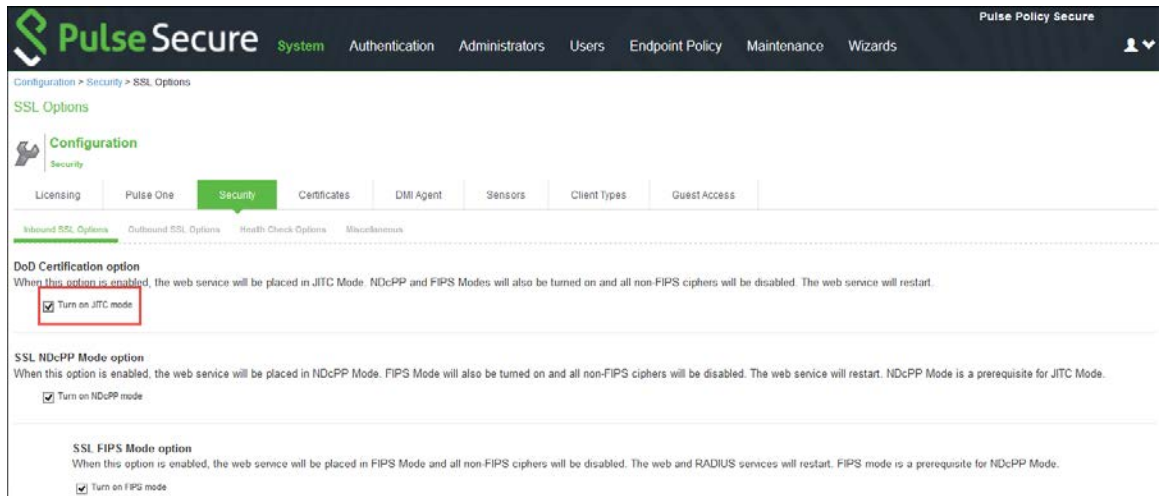 Pulse Policy Secure
Pulse Secure System Authentication Administrators Users Endpoint Policy Maintenance Wizards
Configuration > Security > SSL Options
SSL Options
Configuration
Security
Licensing Pulse One Security Certificates DMI Agent Sensors Client Types Guest Access
Inbound SSL Options Outbound SSL Options Health Check Options Miscellaneous
DoD Certification option
When this option is enabled, the web service will be placed in JITC Mode. NDcPP and FIPS Modes will also be turned on and all non-FIPS ciphers will be disabled. The web service will restart.
Turn on JITC mode
SSL NDcPP Mode option
When this option is enabled, the web service will be placed in NDcPP Mode. FIPS Mode will also be turned on and all non-FIPS ciphers will be disabled. The web service will restart. NDcPP Mode is a prerequisite for JITC Mode.
Turn on NDcPP mode
SSL FIPS Mode option
When this option is enabled, the web service will be placed in FIPS Mode and all non-FIPS ciphers will be disabled. The web and RADIUS services will restart. FIPS mode is a prerequisite for NDcPP Mode.
Turn on FIPS mode